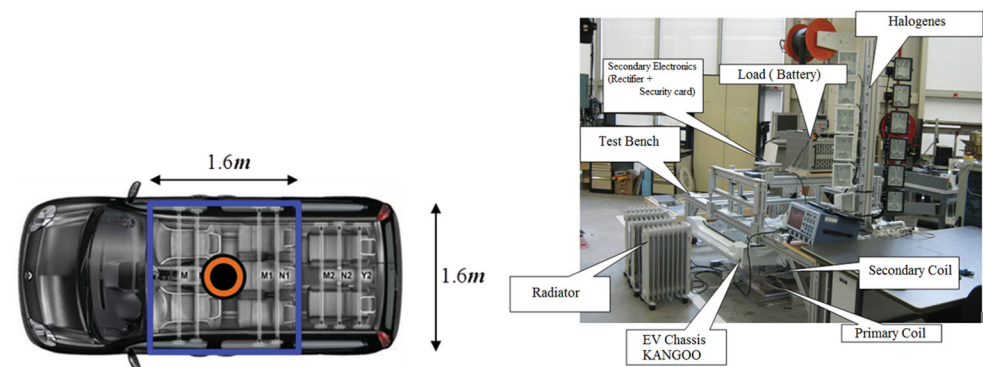 1.6m
M
M1
N1
M2
N2
Y2
1.6m
Halogenes
Secondary Electronics
(Rectifier +
Security card)
Load ( Battery)
Test Bench
Radiator
Secondary Coil
Primary Coil
EV Chassis
KANGOO